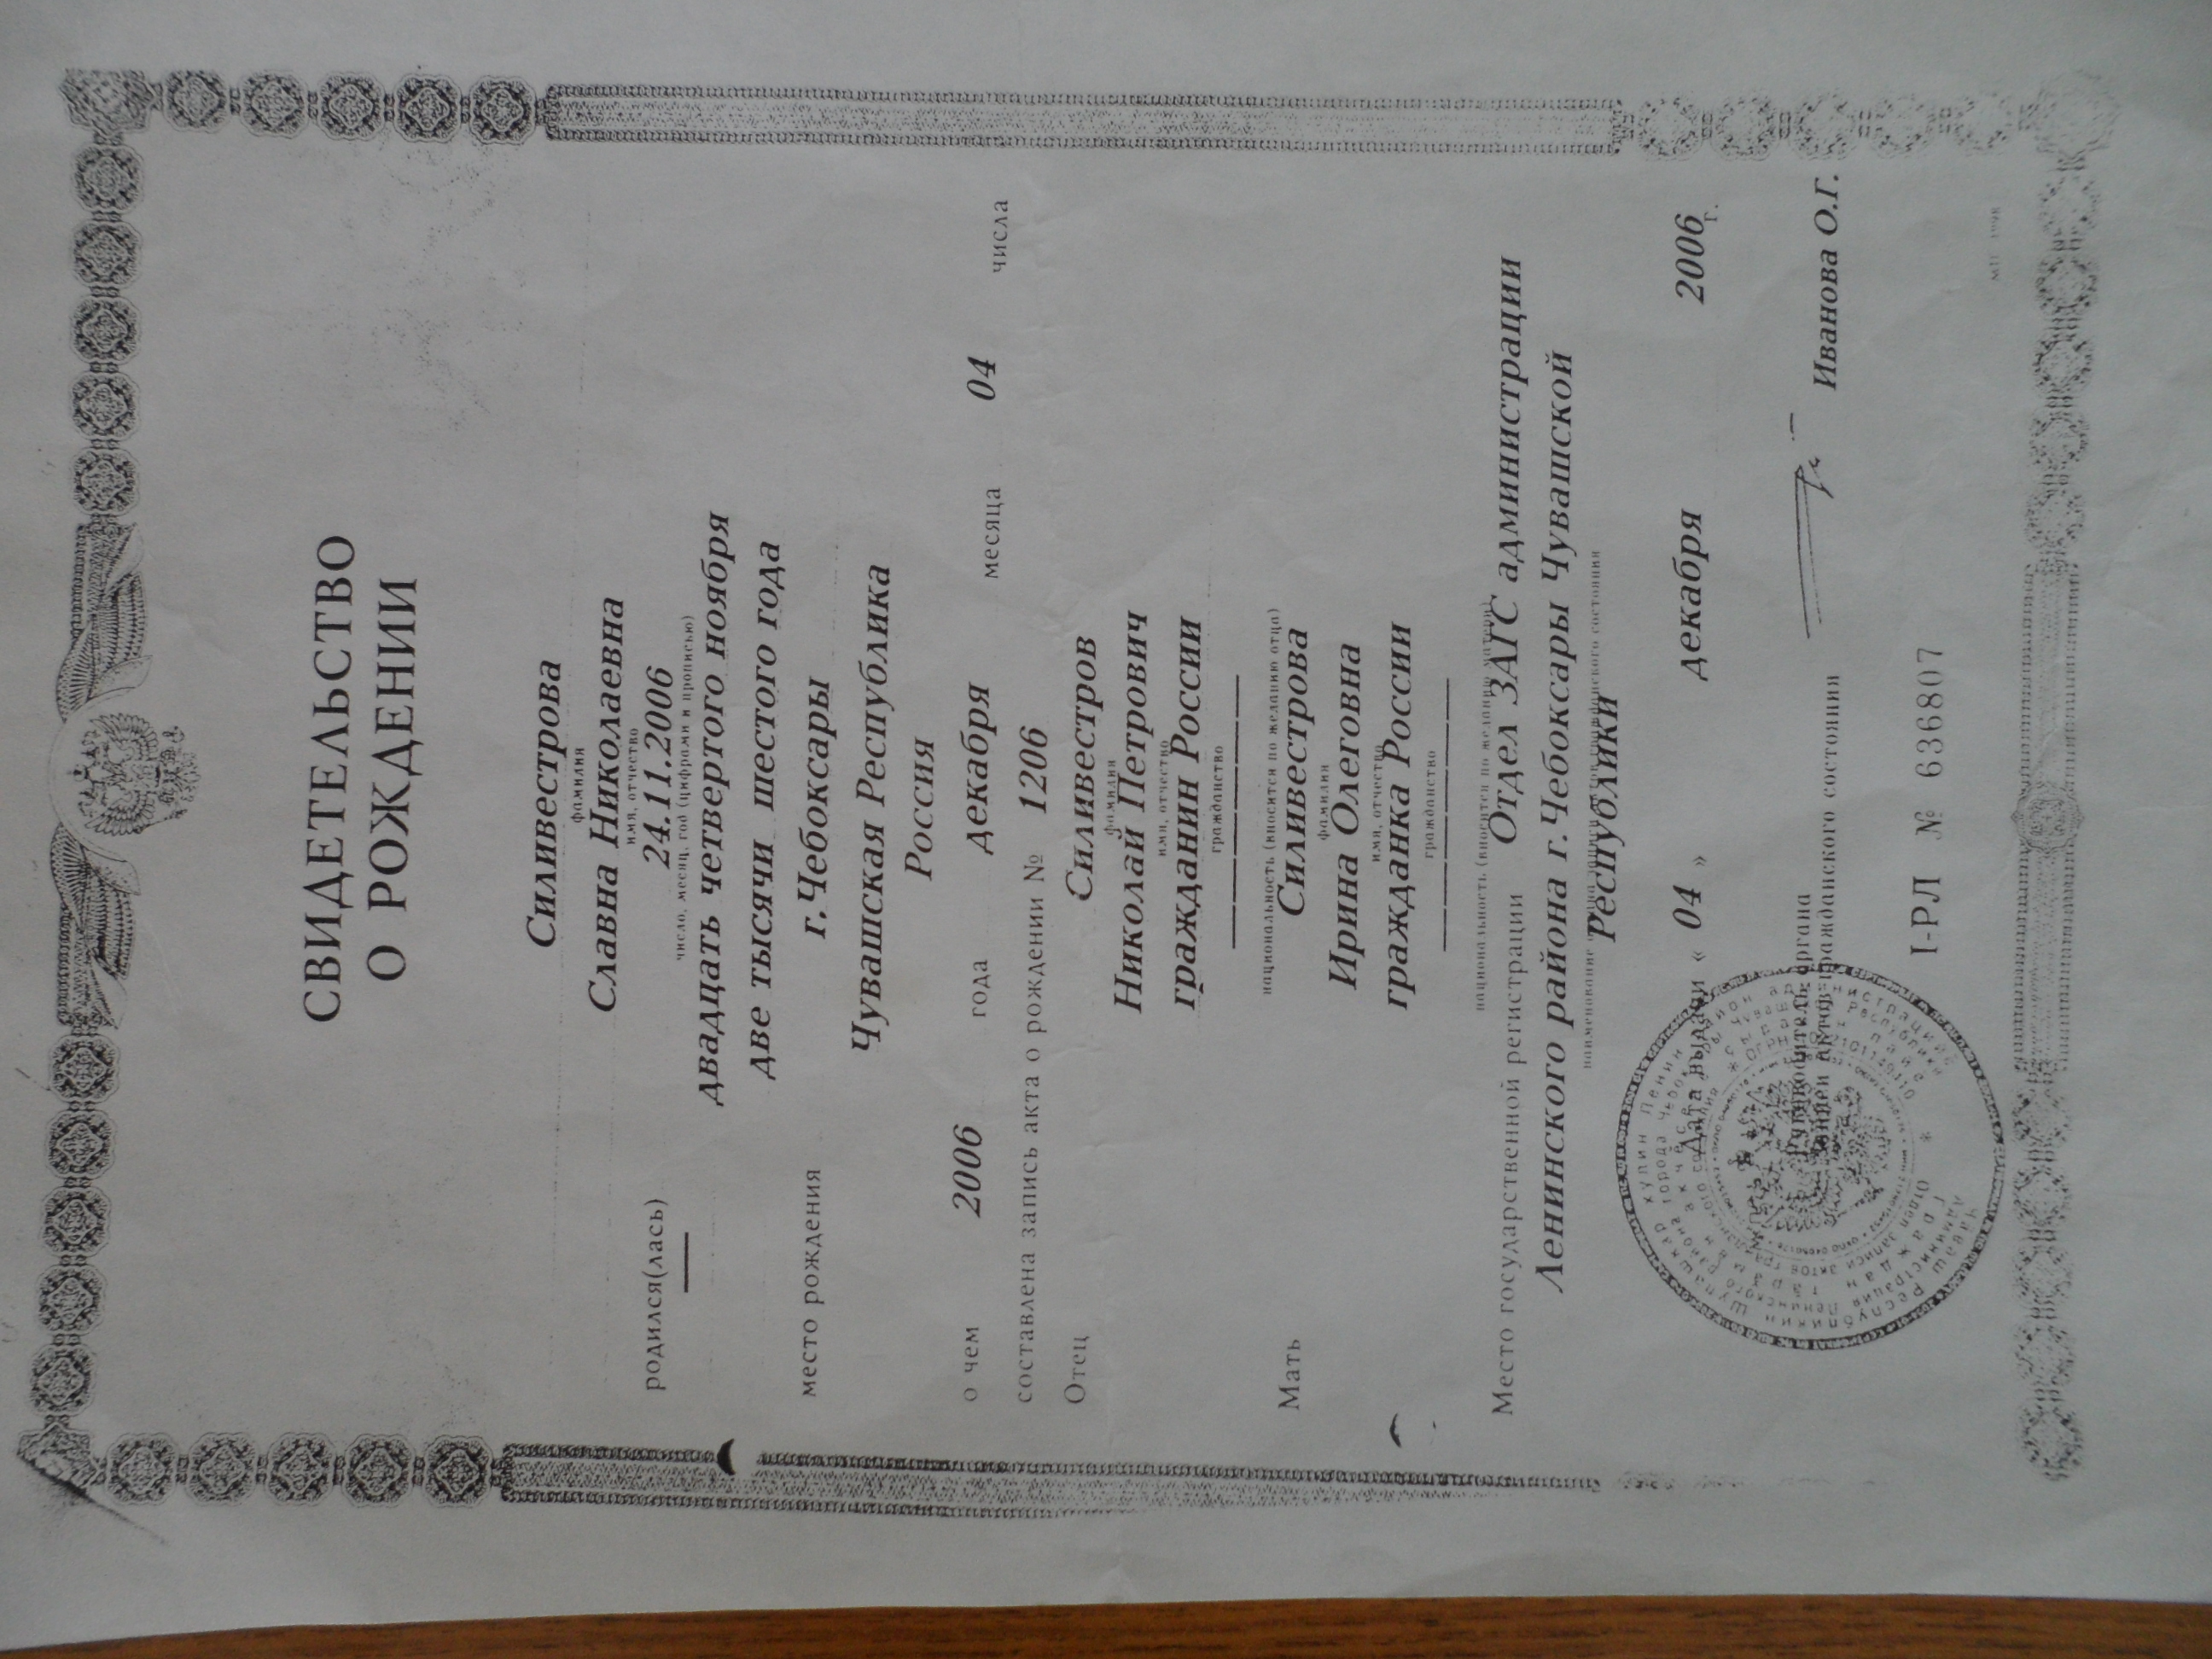 СВИДЕТЕЛЬСТВО
О РОЖДЕНИИ
Силивестрова
фамилия
Славна Николаевна
имя, отчество
родился(лась) 24.11.2006
число, месяц, год (цифрами и прописью)
двадцать четвертого ноября
две тысячи шестого года
место рождения г.Чебоксары
Чувашская Республика
Россия
о чем 2006 года декабря месяца 04 числа
составлена запись акта о рождении № 1206
Отец Силивестров
фамилия
Николай Петрович
имя, отчество
гражданин России
гражданство
национальность (вносится по желанию отца)
Мать Силивестрова
фамилия
Ирина Олеговна
имя, отчество
гражданка России
гражданство
национальность (вносится по желанию матери)
Место государственной регистрации Отдел ЗАГС администрации
Ленинского района г.Чебоксары Чувашской
наименование органа записи актов гражданского состояния
Республики
Дата выдачи « 04 » декабря 2006 г.
Руководитель органа
записи актов гражданского состояния Иванова О.Г.
I-РЛ № 636807